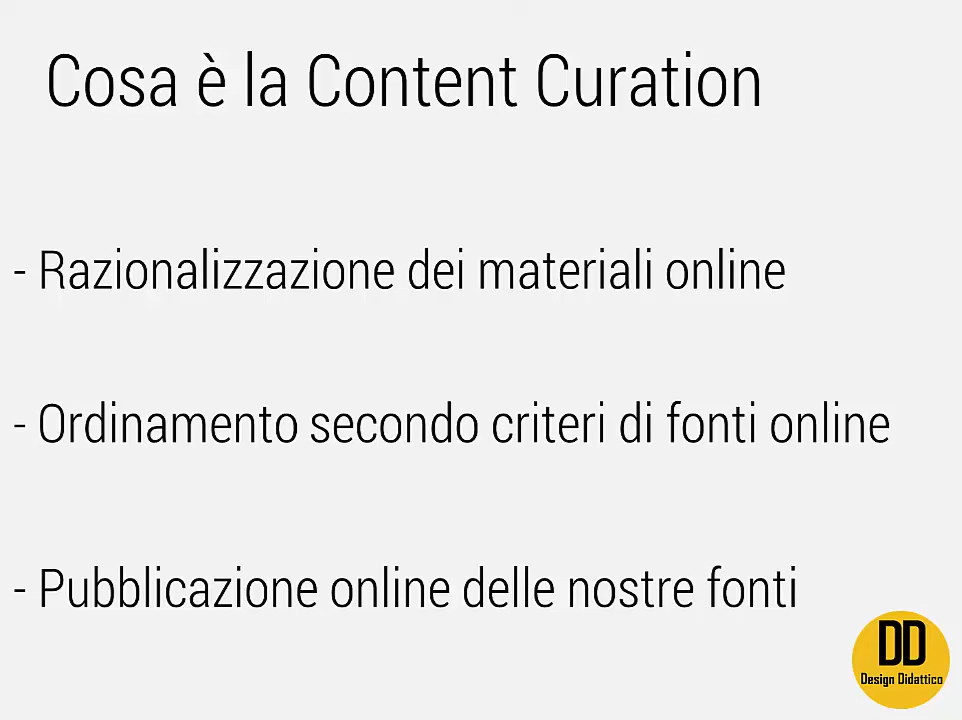 Cosa è la Content Curation
- Razionalizzazione dei materiali online
- Ordinamento secondo criteri di fonti online
- Pubblicazione online delle nostre fonti
DD
Design Didattico